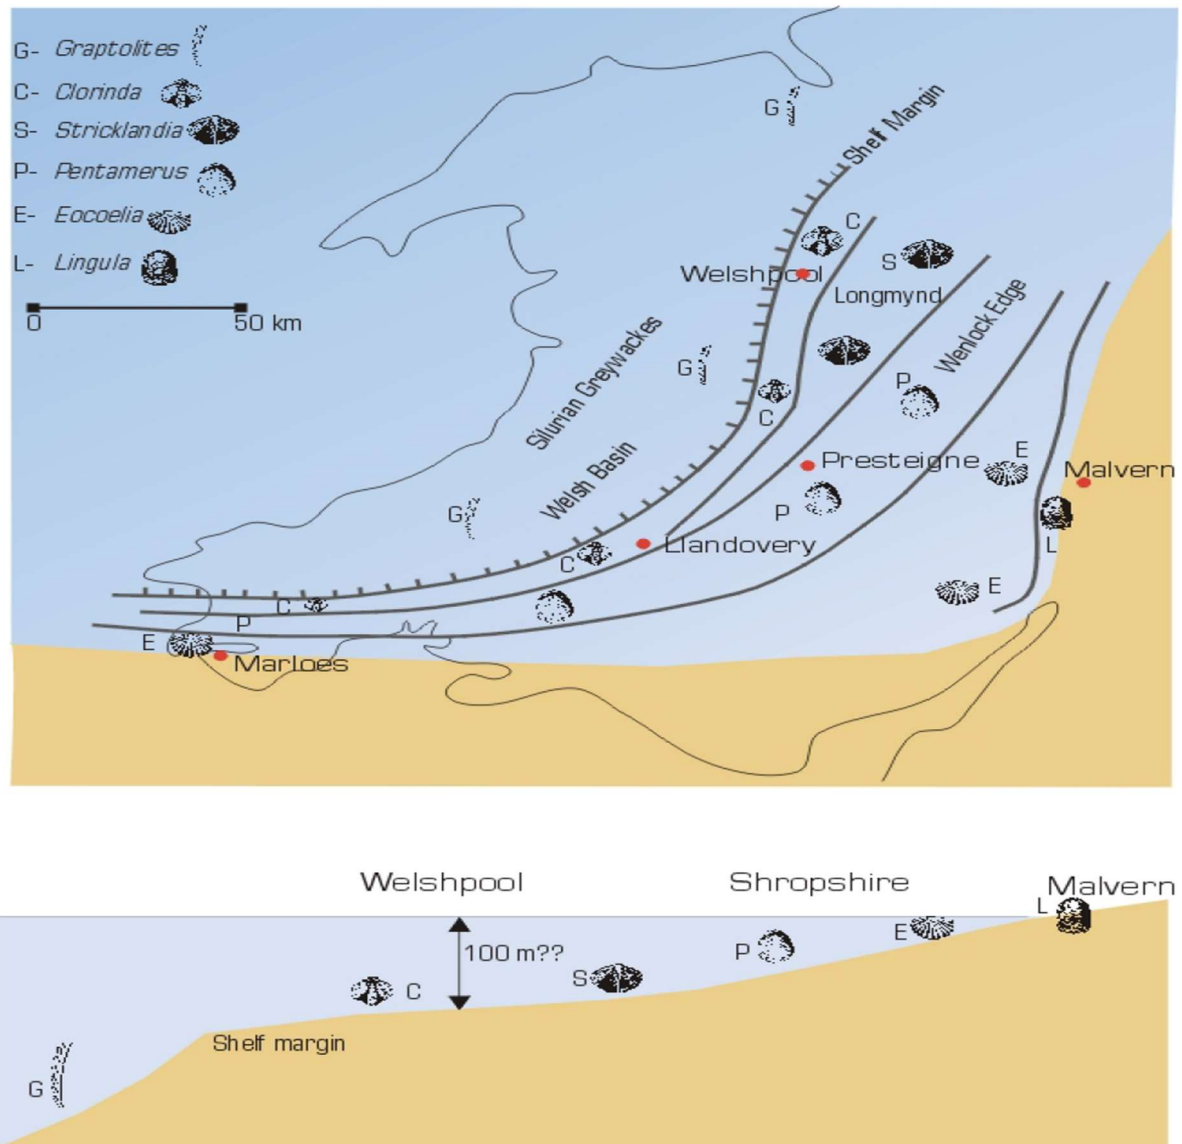 G- Graptolites
C- Clorinda
S- Stricklandia
P- Pentamerus
E- Eocoelia
L- Lingula
0 50 km
G
Shelf Margin
C
Welshpool
S
Longmynd
Wenlock Edge
Silurian Greywackes
G
P
C
Welsh Basin
Presteigne
E
Malvern
G
P
L
Llandovery
C
C
E
P
E
Marloes
Welshpool
Shropshire
Malvern
L
E
100 m??
P
S
C
Shelf margin
G